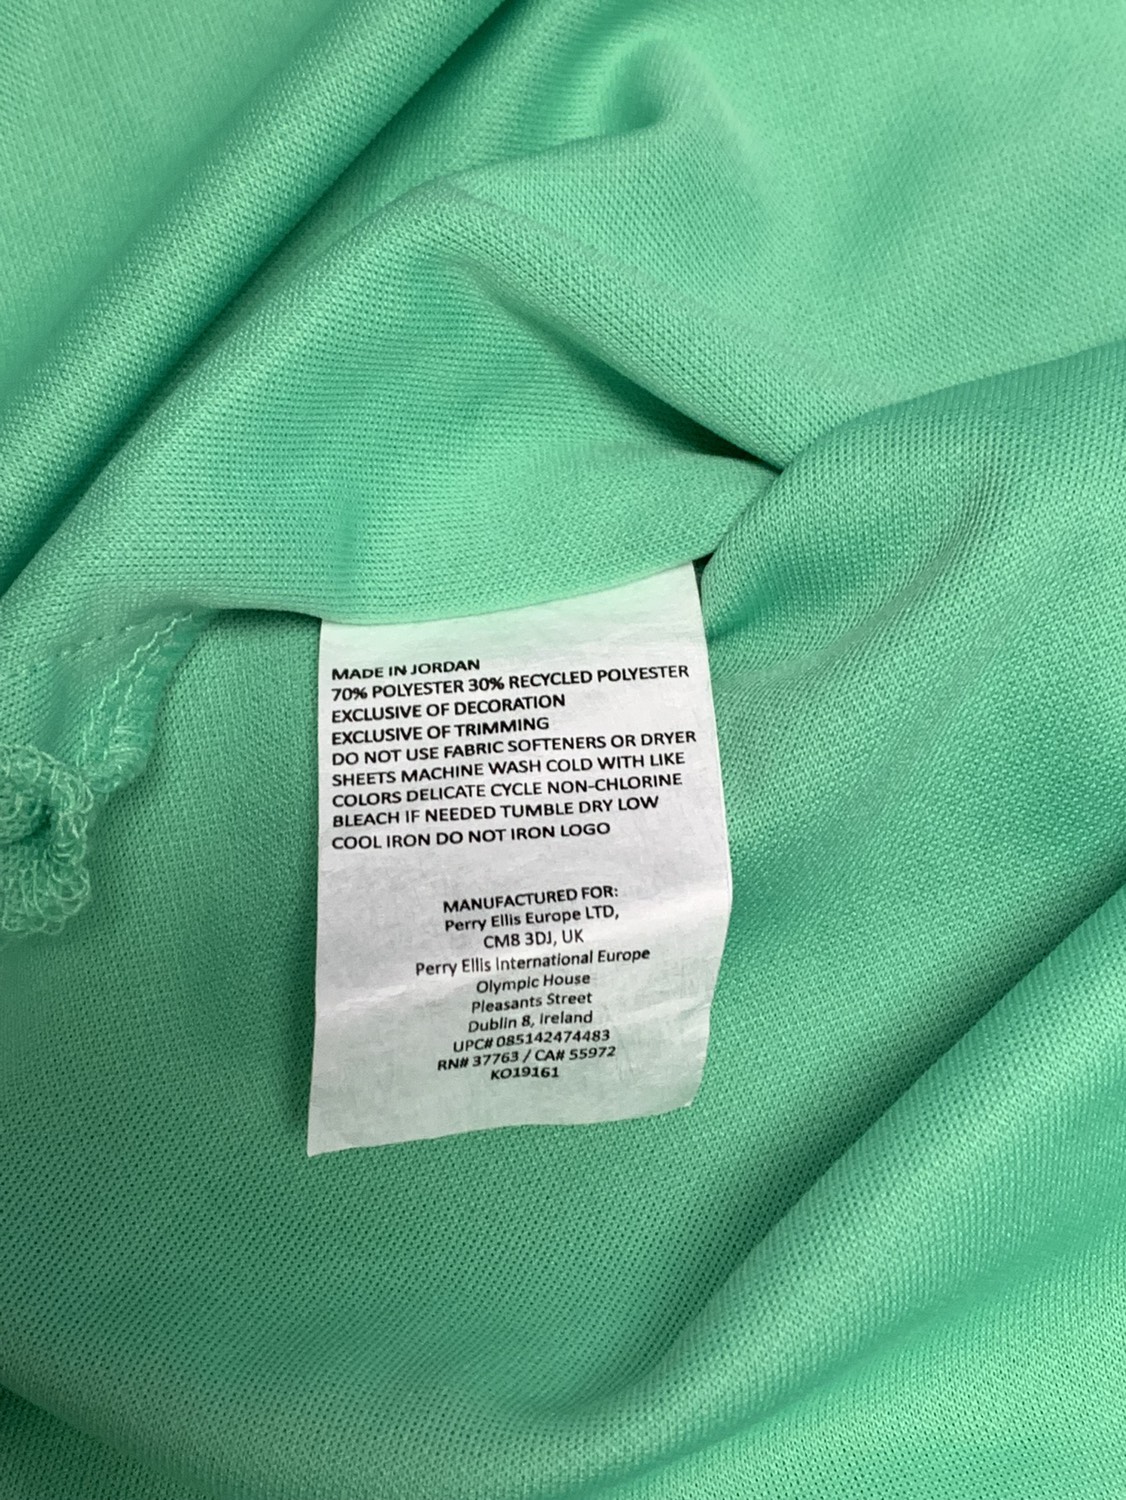 MADE IN JORDAN
70% POLYESTER 30% RECYCLED POLYESTER
EXCLUSIVE OF DECORATION
EXCLUSIVE OF TRIMMING
DO NOT USE FABRIC SOFTENERS OR DRYER
SHEETS MACHINE WASH COLD WITH LIKE
COLORS DELICATE CYCLE NON-CHLORINE
BLEACH IF NEEDED TUMBLE DRY LOW
COOL IRON DO NOT IRON LOGO
MANUFACTURED FOR:
Perry Ellis Europe LTD,
CM8 3DJ, UK
Perry Ellis International Europe
Olympic House
Pleasants Street
Dublin 8, Ireland
UPC# 085142474483
RN# 37763 / CA# 55972
KO19161